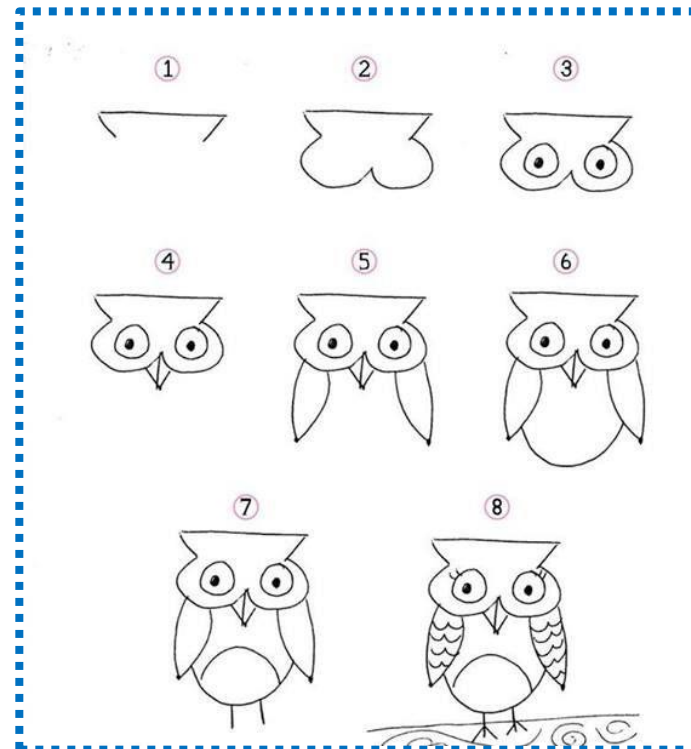 ① ② ③
④ ⑤ ⑥
⑦ ⑧